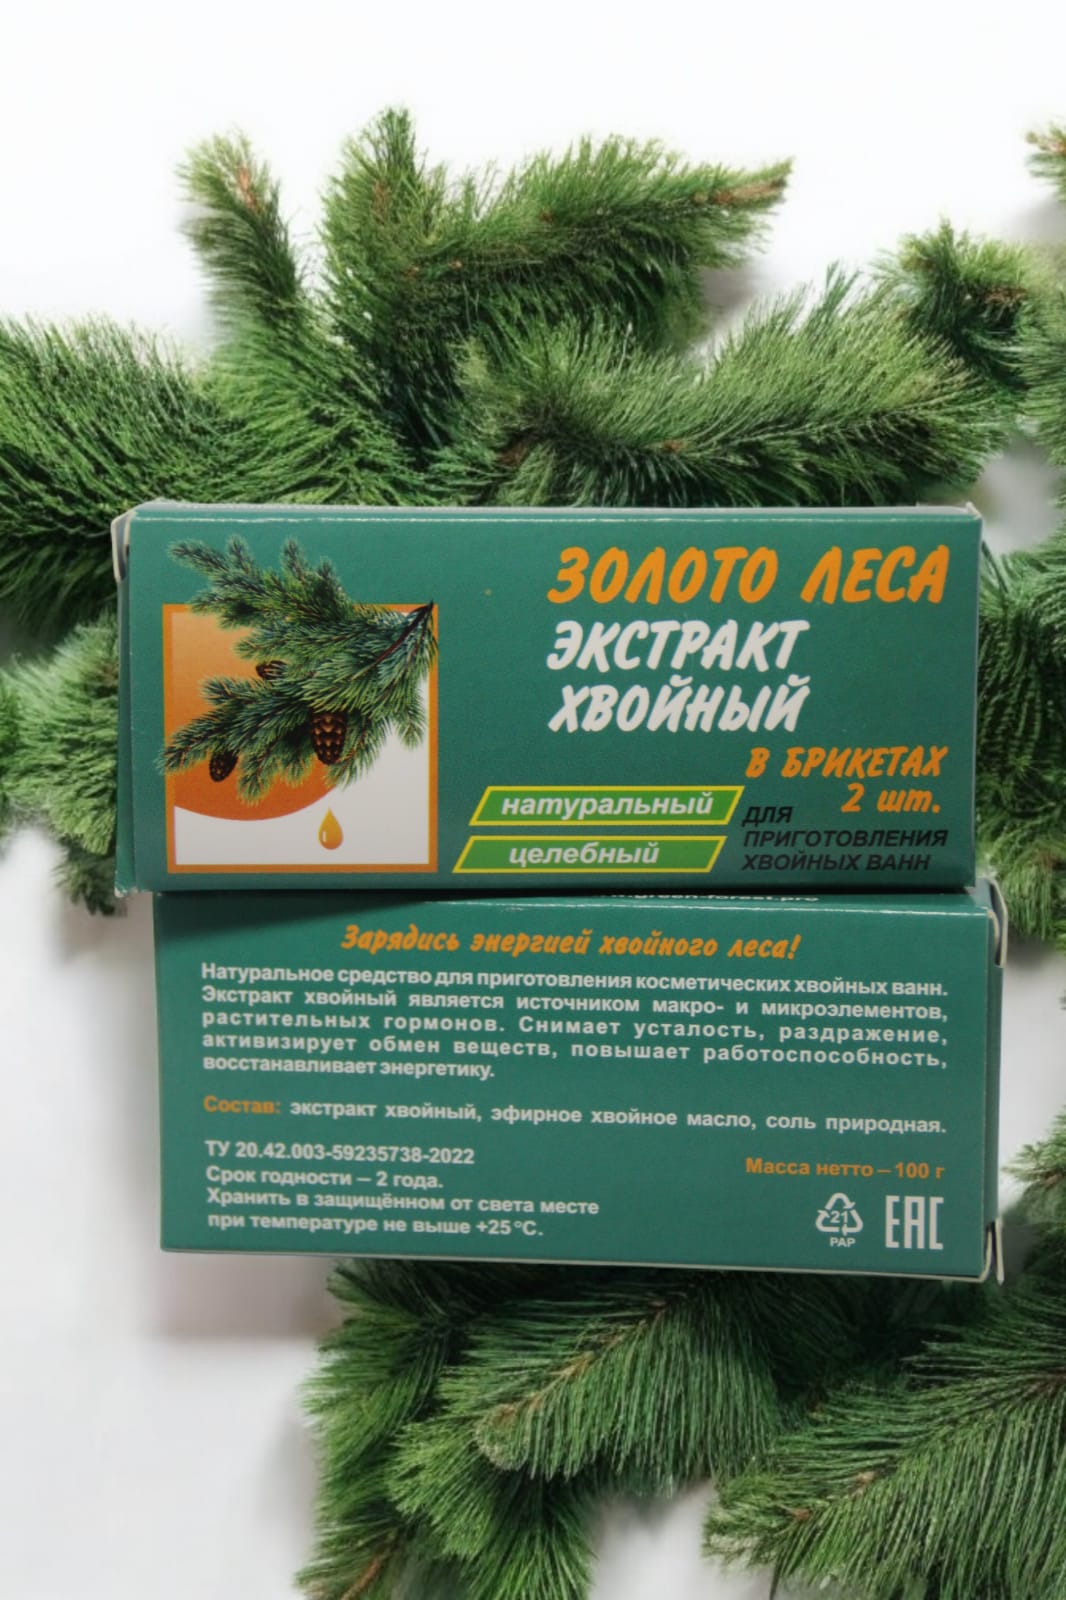 ЗОЛОТО ЛЕСА
ЭКСТРАКТ
ХВОЙНЫЙ
В БРИКЕТАХ
2 шт.
натуральный
целебный
ДЛЯ
ПРИГОТОВЛЕНИЯ
ХВОЙНЫХ ВАНН
Зарядись энергией хвойного леса!
Натуральное средство для приготовления косметических хвойных ванн.
Экстракт хвойный является источником макро- и микроэлементов,
растительных гормонов. Снимает усталость, раздражение,
активизирует обмен веществ, повышает работоспособность,
восстанавливает энергетику.
Состав: экстракт хвойный, эфирное хвойное масло, соль природная.
ТУ 20.42.003-59235738-2022
Срок годности – 2 года.
Хранить в защищённом от света месте
при температуре не выше +25°C.
Масса нетто – 100 г
21
PAP
EAC